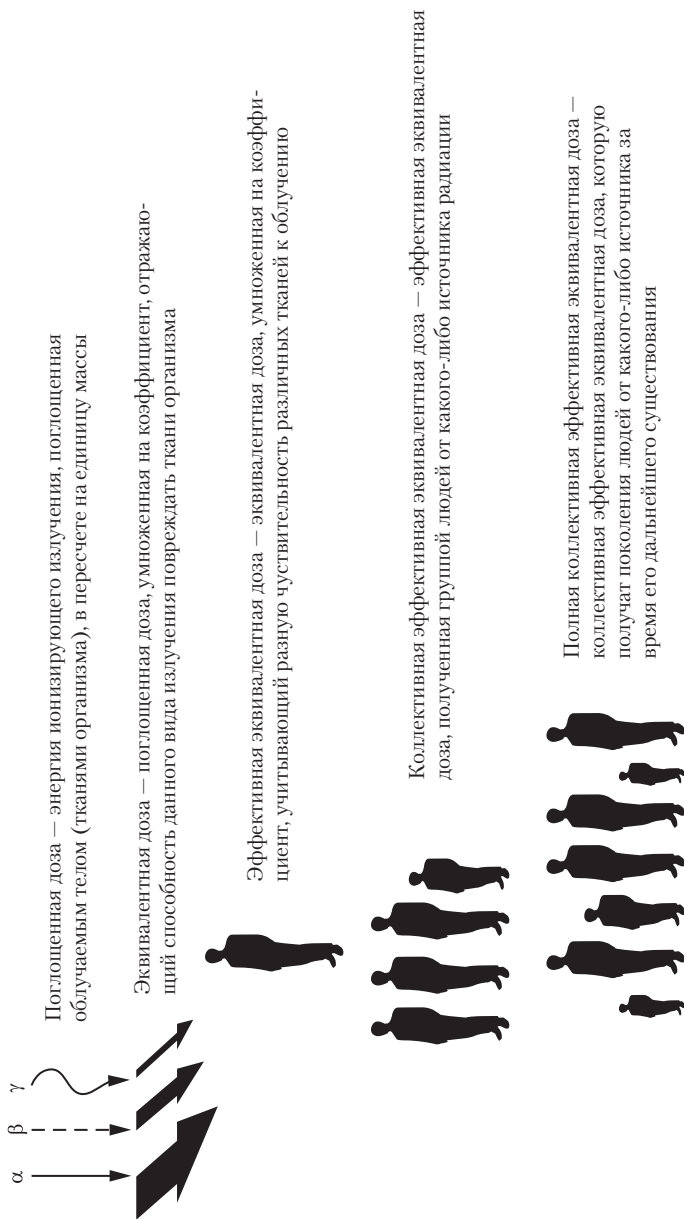 α
β
γ
Поглощенная доза — энергия ионизирующего излучения, поглощенная
облучаемым телом (тканями организма), в пересчете на единицу массы
Эквивалентная доза — поглощенная доза, умноженная на коэффициент, отражаю-
щий способность данного вида излучения повреждать ткани организма
Эффективная эквивалентная доза — эквивалентная доза, умноженная на коэффи-
циент, учитывающий разную чуствительность различных тканей к облучению
Коллективная эффективная эквивалентная доза — эффективная эквивалентная
доза, полученная группой людей от какого-либо источника радиации
Полная коллективная эффективная эквивалентная доза —
коллективная эффективная эквивалентная доза, которую
получат поколения людей от какого-либо источника за
время его дальнейшего существования